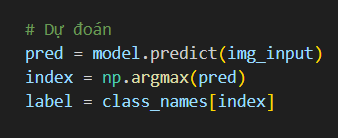 # Dự đoán
pred = model.predict(img_input)
index = np.argmax(pred)
label = class_names[index]